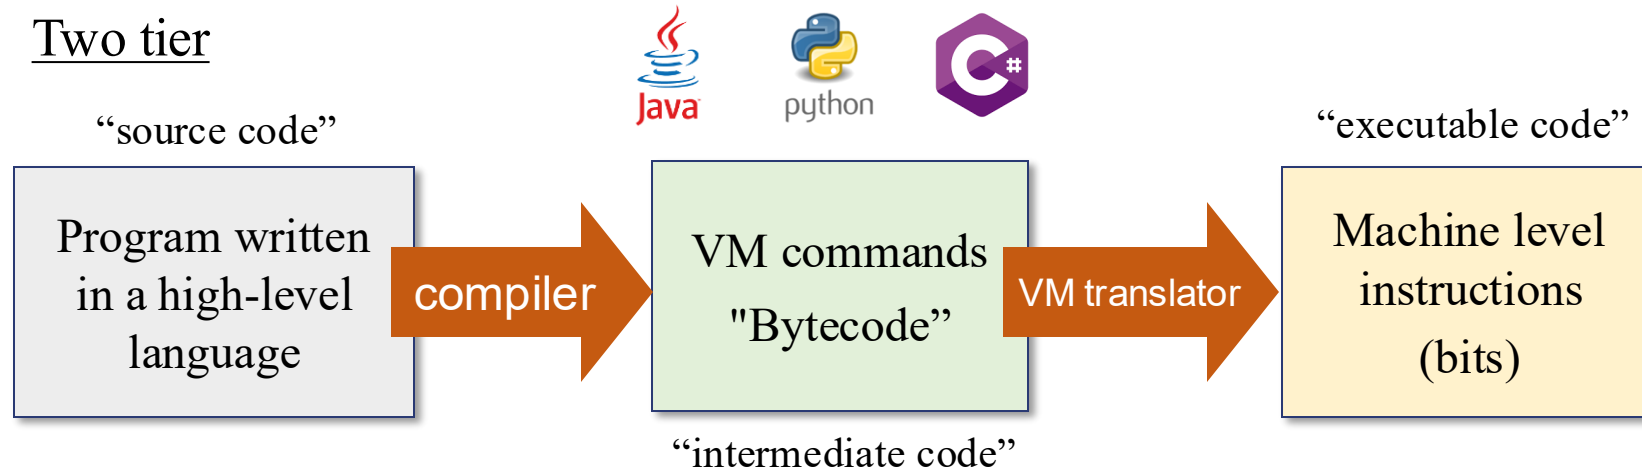 Two tier
Java
python
C#
“source code”
“executable code”
Program written
in a high-level
language
compiler
VM commands
"Bytecode”
VM translator
Machine level
instructions
(bits)
“intermediate code”